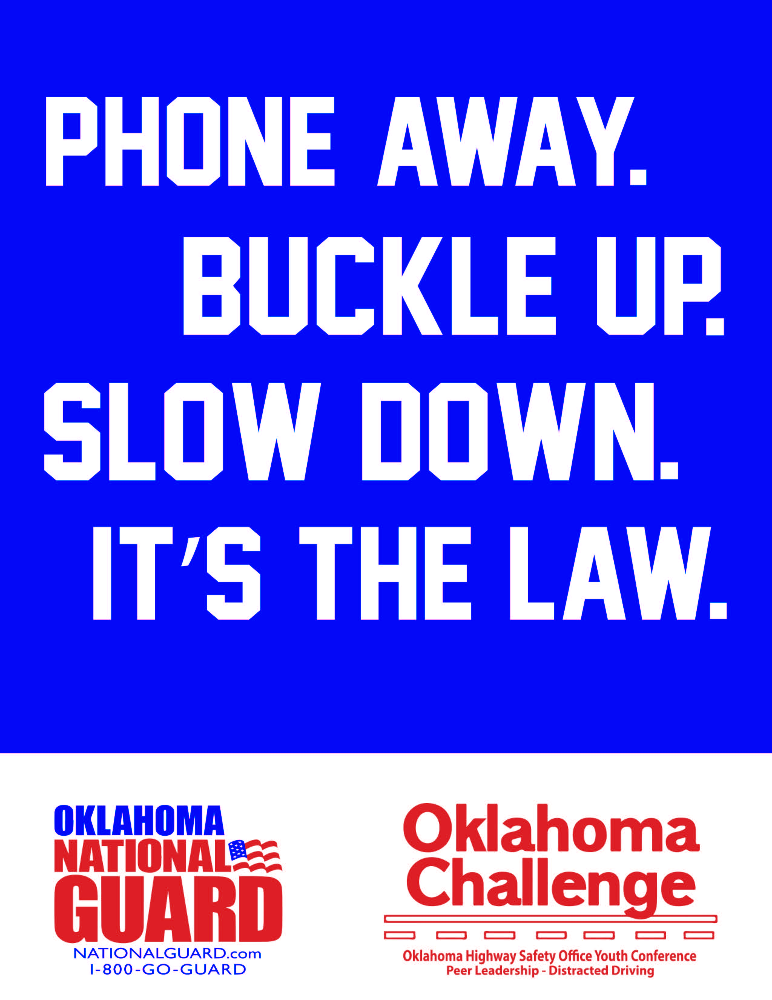 PHONE AWAY.
BUCKLE UP.
SLOW DOWN.
IT'S THE LAW.
OKLAHOMA
NATIONAL
GUARD
NATIONALGUARD.com
1-800-GO-GUARD
Oklahoma
Challenge
Oklahoma Highway Safety Office Youth Conference
Peer Leadership - Distracted Driving